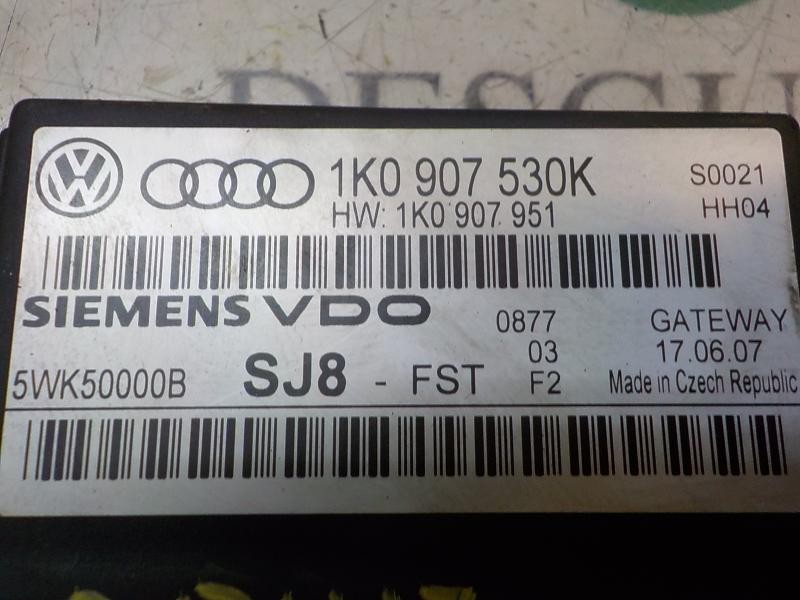 1K0 907 530K
S0021
HW: 1K0 907 951
HH04
SIEMENS VDO
0877
GATEWAY
03
17.06.07
5WK50000B
SJ8 - FST
F2
Made in Czech Republic